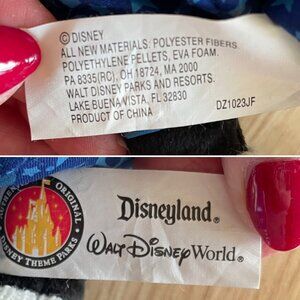 © DISNEY
ALL NEW MATERIALS: POLYESTER FIBERS
POLYETHYLENE PELLETS, EVA FOAM.
PA 8335(RC), OH 18724, MA 2000
WALT DISNEY PARKS AND RESORTS.
LAKE BUENA VISTA, FL 32830
PRODUCT OF CHINA
DZ1023JF
AUTHENTIC ORIGINAL
DISNEY THEME PARKS
Disneyland®
WALT DISNEY World®